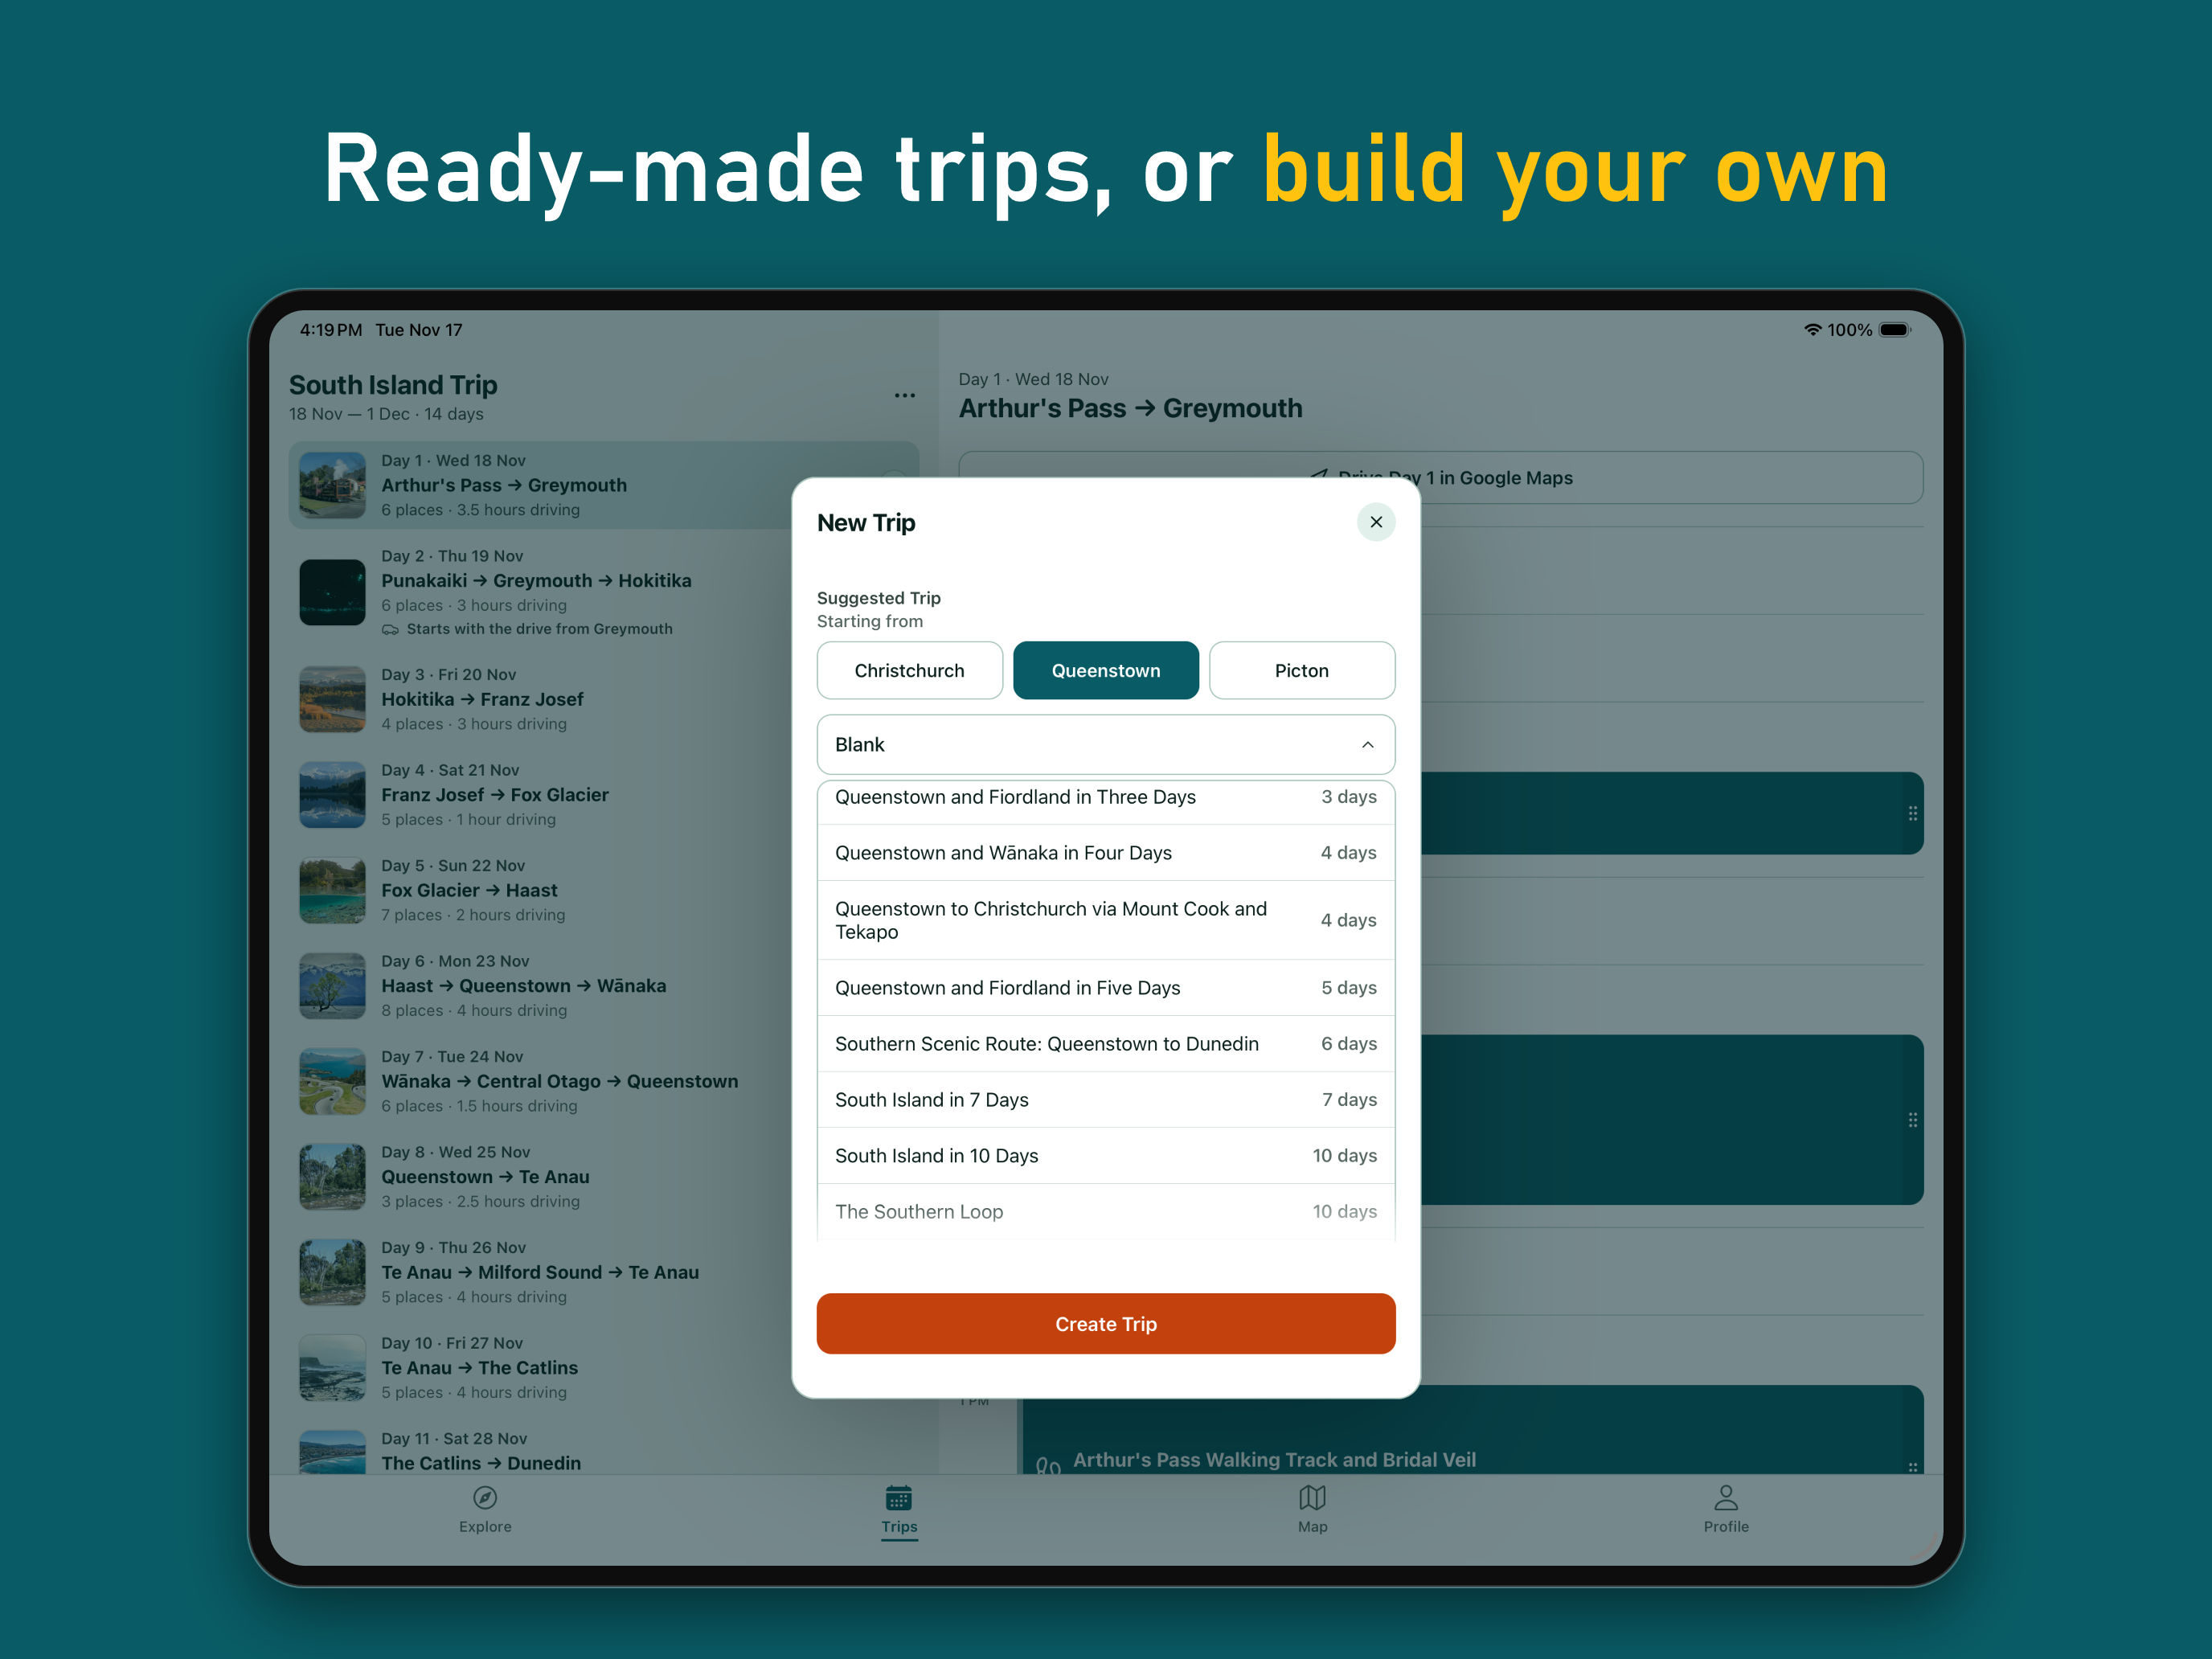 Ready-made trips, or build your own
4:19 PM Tue Nov 17
100%
South Island Trip
18 Nov — 1 Dec · 14 days
Day 1 · Wed 18 Nov
Arthur's Pass → Greymouth
6 places · 3.5 hours driving
Day 2 · Thu 19 Nov
Punakaiki → Greymouth → Hokitika
6 places · 3 hours driving
Starts with the drive from Greymouth
Day 3 · Fri 20 Nov
Hokitika → Franz Josef
4 places · 3 hours driving
Day 4 · Sat 21 Nov
Franz Josef → Fox Glacier
5 places · 1 hour driving
Day 5 · Sun 22 Nov
Fox Glacier → Haast
7 places · 2 hours driving
Day 6 · Mon 23 Nov
Haast → Queenstown → Wānaka
8 places · 4 hours driving
Day 7 · Tue 24 Nov
Wānaka → Central Otago → Queenstown
6 places · 1.5 hours driving
Day 8 · Wed 25 Nov
Queenstown → Te Anau
3 places · 2.5 hours driving
Day 9 · Thu 26 Nov
Te Anau → Milford Sound → Te Anau
5 places · 4 hours driving
Day 10 · Fri 27 Nov
Te Anau → The Catlins
5 places · 4 hours driving
Day 11 · Sat 28 Nov
The Catlins → Dunedin
Day 1 · Wed 18 Nov
Arthur's Pass → Greymouth
Drive Day 1 in Google Maps
New Trip
Suggested Trip
Starting from
Christchurch
Queenstown
Picton
Blank
Queenstown and Fiordland in Three Days 3 days
Queenstown and Wānaka in Four Days 4 days
Queenstown to Christchurch via Mount Cook and
Tekapo 4 days
Queenstown and Fiordland in Five Days 5 days
Southern Scenic Route: Queenstown to Dunedin 6 days
South Island in 7 Days 7 days
South Island in 10 Days 10 days
The Southern Loop 10 days
Create Trip
1 PM
Arthur's Pass Walking Track and Bridal Veil
Explore
Trips
Map
Profile